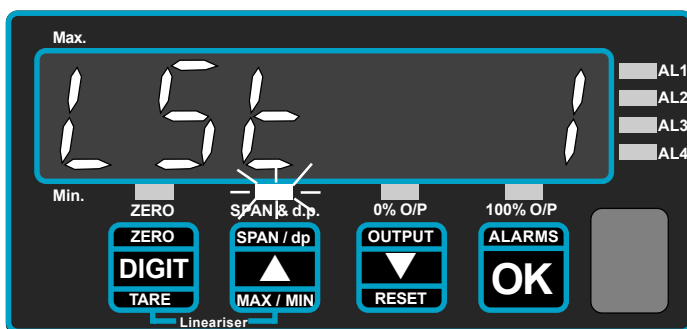 Max.
LSt 1
AL1
AL2
AL3
AL4
Min.
ZERO SPAN & d.p. 0% O/P 100% O/P
ZERO SPAN / dp OUTPUT ALARMS
DIGIT OK
TARE MAX / MIN RESET
Lineariser